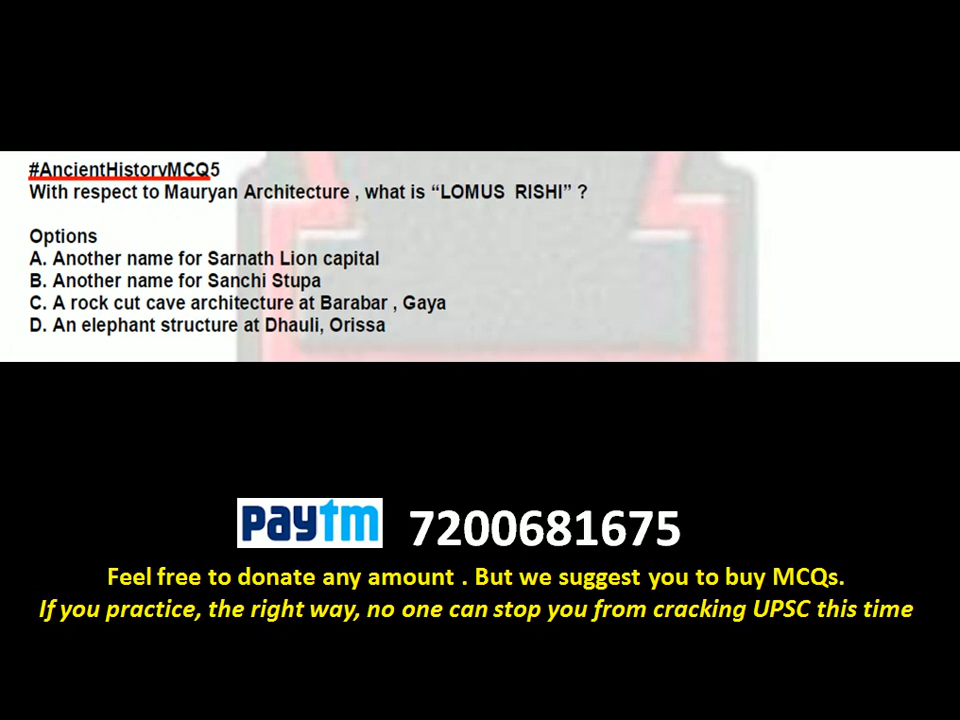 #AncientHistoryMCQ5
With respect to Mauryan Architecture , what is “LOMUS RISHI” ?
Options
A. Another name for Sarnath Lion capital
B. Another name for Sanchi Stupa
C. A rock cut cave architecture at Barabar , Gaya
D. An elephant structure at Dhauli, Orissa
paytm 7200681675
Feel free to donate any amount . But we suggest you to buy MCQs.
If you practice, the right way, no one can stop you from cracking UPSC this time